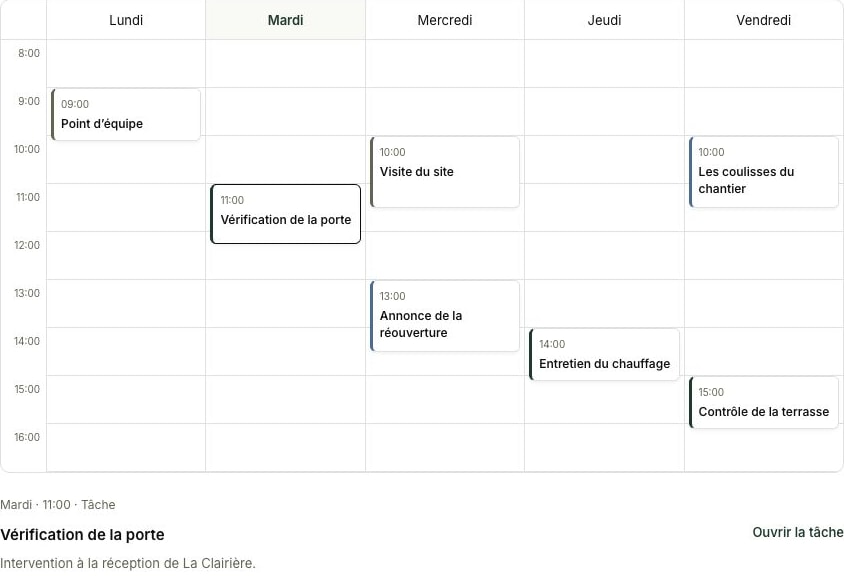 Lundi Mardi Mercredi Jeudi Vendredi
8:00
9:00
09:00
Point d’équipe
10:00
10:00
Visite du site
10:00
Les coulisses du
chantier
11:00
11:00
Vérification de la porte
12:00
13:00
13:00
Annonce de la
réouverture
14:00
14:00
Entretien du chauffage
15:00
15:00
Contrôle de la terrasse
16:00
Mardi · 11:00 · Tâche
Vérification de la porte
Ouvrir la tâche
Intervention à la réception de La Clairière.